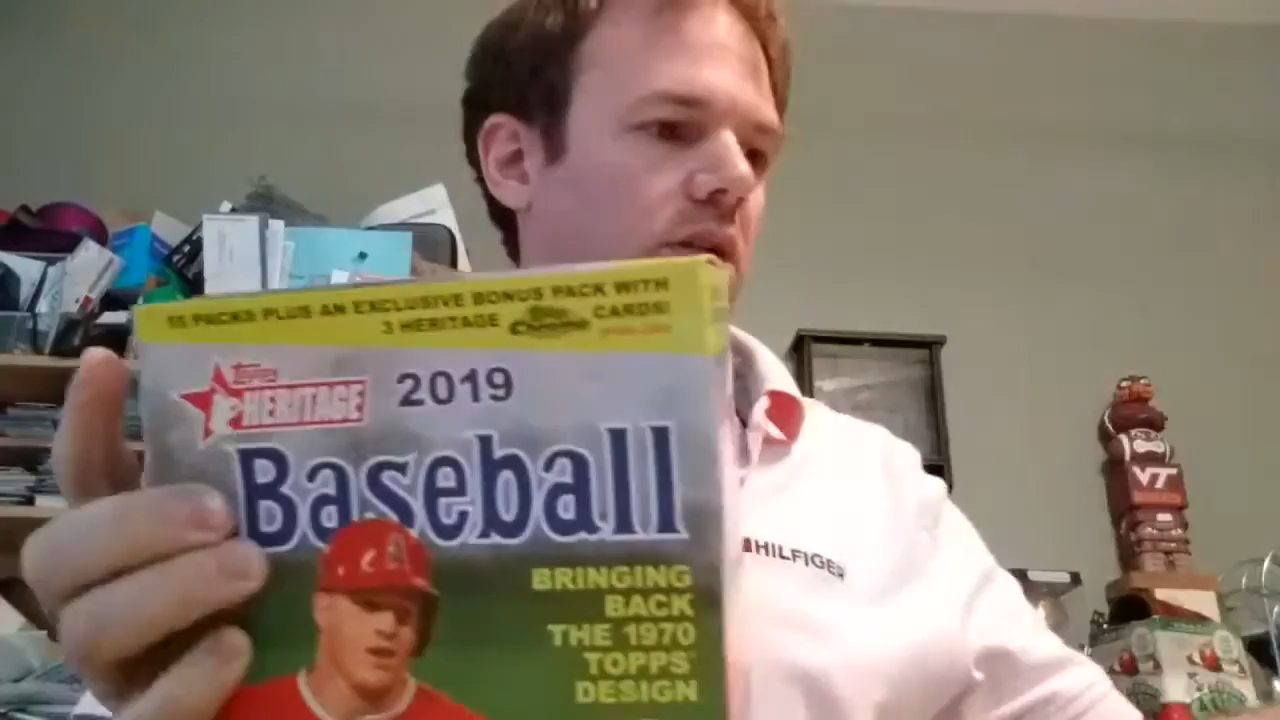 PACKS PLUS AN EXCLUSIVE BONUS PACK WITH
3 HERITAGE Topps Chrome CARDS!
TOPPS
HERITAGE
2019
Baseball
BRINGING
BACK
THE 1970
TOPPS
DESIGN
HILFIGER
VT